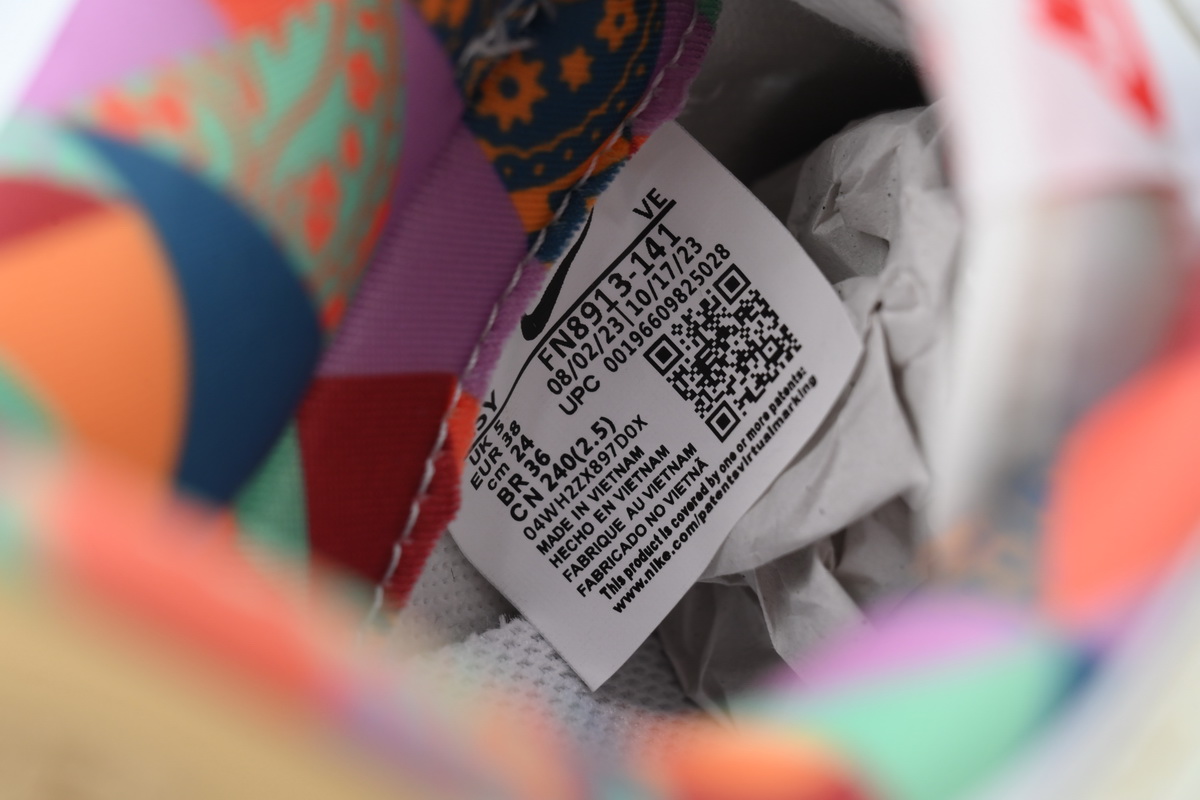 VE
FN8913-141
08/02/23|10/17/23
UPC 00196609825028
UK 5
EUR 38
cm 24
BR 36
CN 240(2.5)
04WH2ZX897D0X
MADE IN VIETNAM
HECHO EN VIETNAM
FABRIQUE AU VIETNAM
FABRICADO NO VIETNÃ
This product is covered by one or more patents:
www.nike.com/patentevirtualmarking